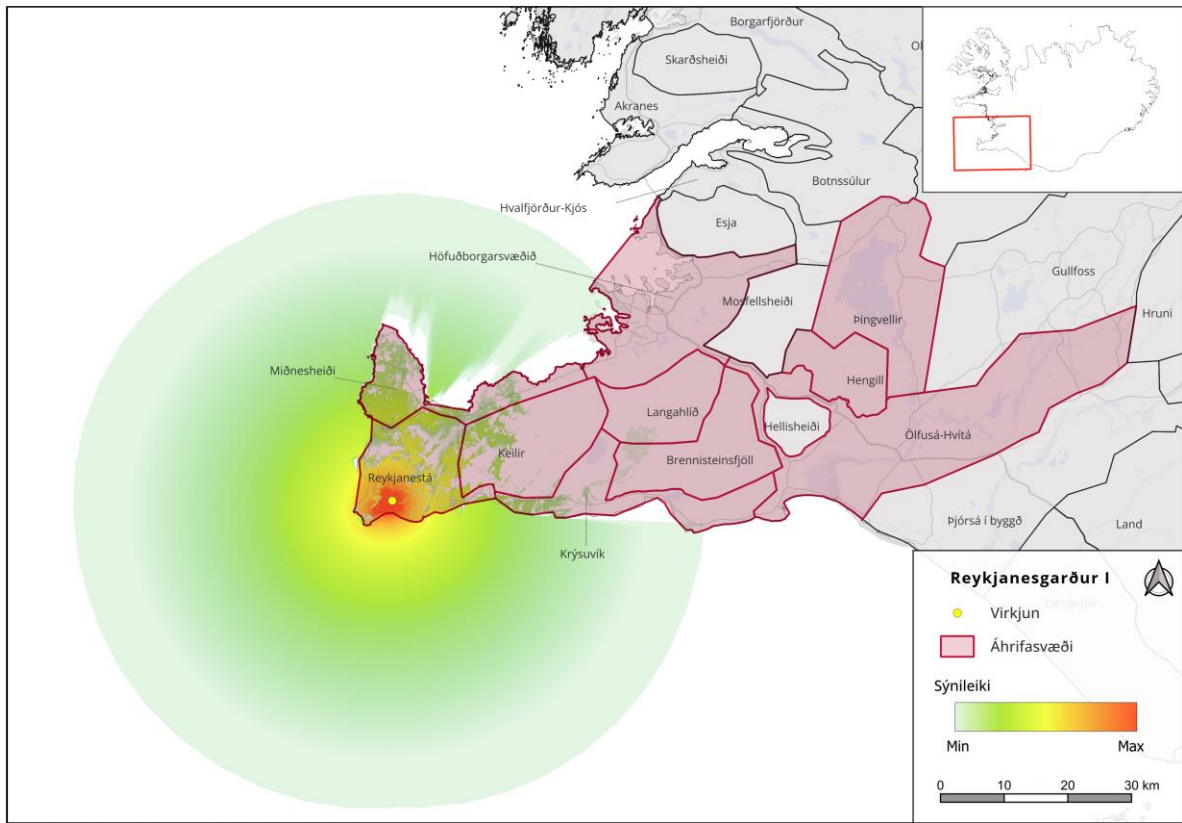 Borgarfjörður
Skarðsheiði
Akranes
Botnssúlur
Hvalfjörður-Kjós
Esja
Höfuðborgarsvæðið
Gullfoss
Mosfellsheiði
Hruni
Þingvellir
Miðnesheiði
Hengill
Langahlíð
Hellisheiði
Ölfusá-Hvítá
Keilir
Brennisteinsfjöll
Reykjanestá
Þjórsá í byggð
Land
Krýsuvík
Reykjanesgarður I
Landeyjar
Virkjun
Áhrifasvæði
Sýnileiki
Min Max
0 10 20 30 km